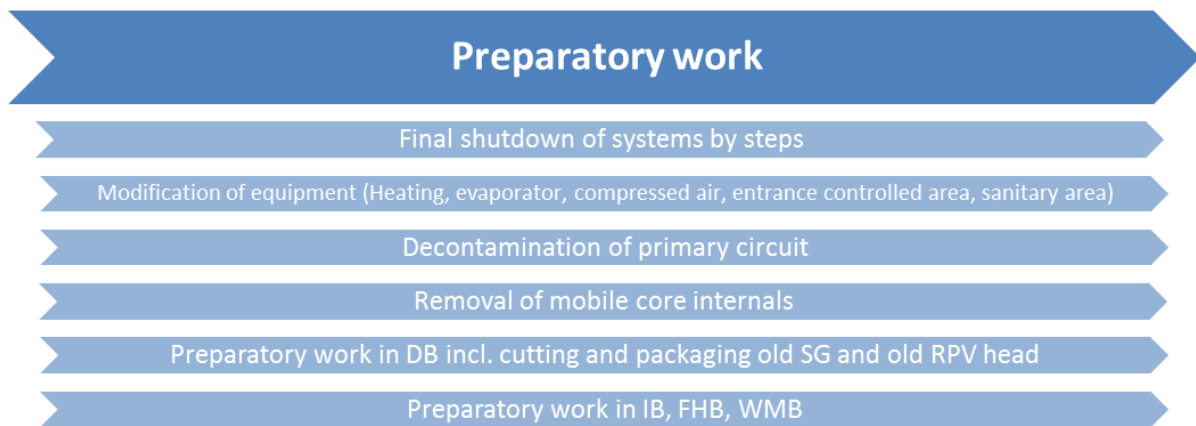 Preparatory work
Final shutdown of systems by steps
Modification of equipment (Heating, evaporator, compressed air, entrance controlled area, sanitary area)
Decontamination of primary circuit
Removal of mobile core internals
Preparatory work in DB incl. cutting and packaging old SG and old RPV head
Preparatory work in IB, FHB, WMB